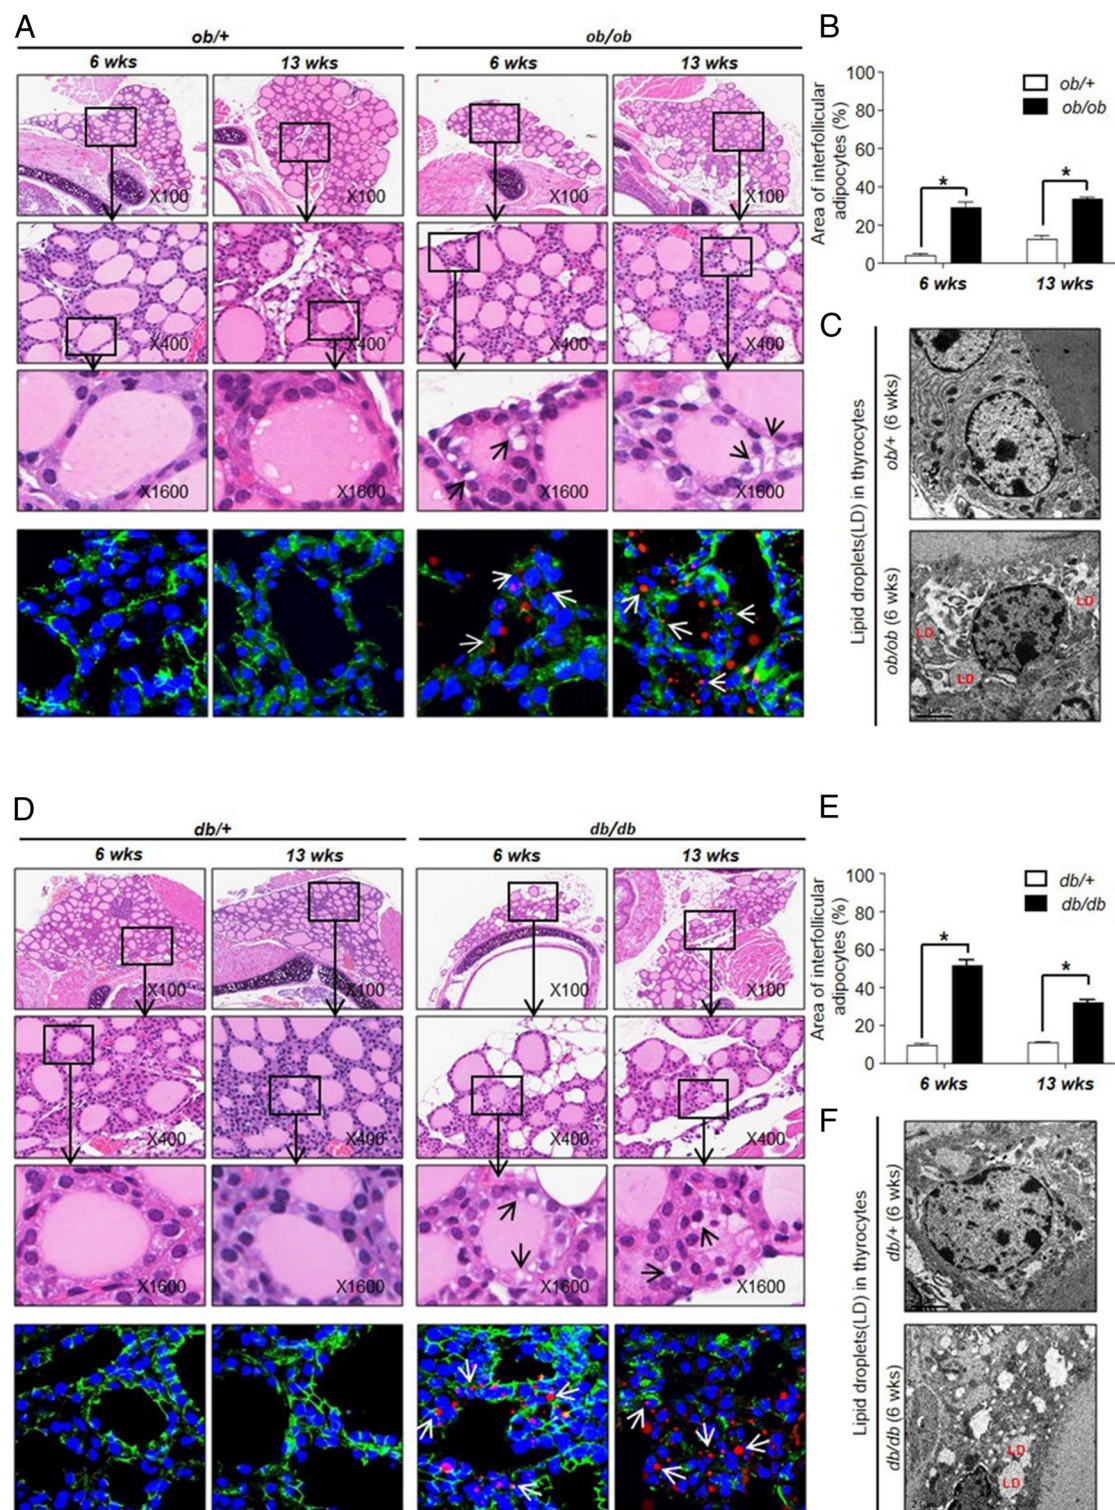 A
ob/+
ob/ob
6 wks
13 wks
6 wks
13 wks
X100
X100
X100
X100
X400
X400
X400
X400
X1600
X1600
X1600
X1600
B
Area of interfollicular
adipocytes (%)
100
80
60
40
20
0
ob/+
ob/ob
*
*
6 wks
13 wks
C
Lipid droplets(LD) in thyrocytes
ob/+ (6 wks)
ob/ob (6 wks)
LD
LD
LD
D
db/+
db/db
6 wks
13 wks
6 wks
13 wks
X100
X100
X100
X100
X400
X400
X400
X400
X1600
X1600
X1600
X1600
E
Area of interfollicular
adipocytes (%)
100
80
60
40
20
0
db/+
db/db
*
*
6 wks
13 wks
F
Lipid droplets(LD) in thyrocytes
db/+ (6 wks)
db/db (6 wks)
LD
LD